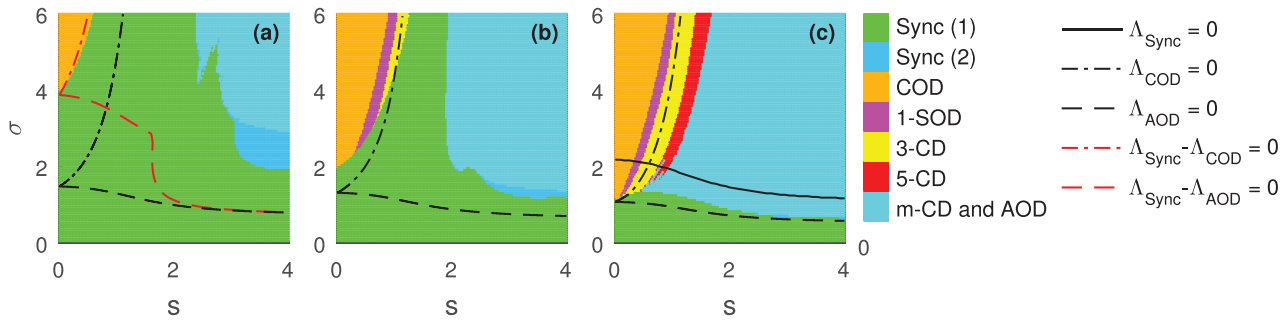 6
4
2
0
σ
(a)
0 2 4
s
6
4
2
0
(b)
0 2 4
s
6
4
2
0
(c)
0 2 4
s
Sync (1)
Sync (2)
COD
1-SOD
3-CD
5-CD
m-CD and AOD
0
Λ_Sync = 0
Λ_COD = 0
Λ_AOD = 0
Λ_Sync-Λ_COD = 0
Λ_Sync-Λ_AOD = 0